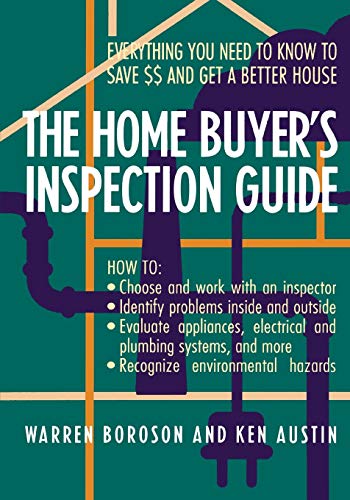 EVERYTHING YOU NEED TO KNOW TO
SAVE $$ AND GET A BETTER HOUSE
THE HOME BUYER'S
INSPECTION GUIDE
HOW TO:
• Choose and work with an inspector
• Identify problems inside and outside
• Evaluate appliances, electrical and
plumbing systems, and more
• Recognize environmental hazards
WARREN BOROSON AND KEN AUSTIN